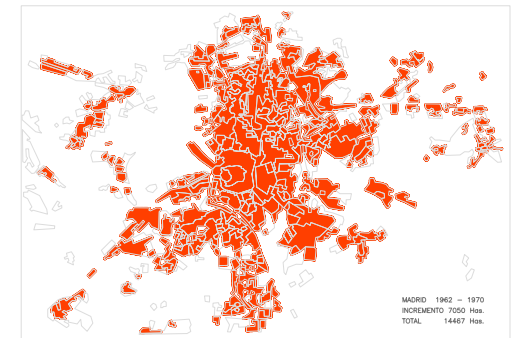 MADRID 1962 – 1970
INCREMENTO 7050 Has.
TOTAL 14467 Has.